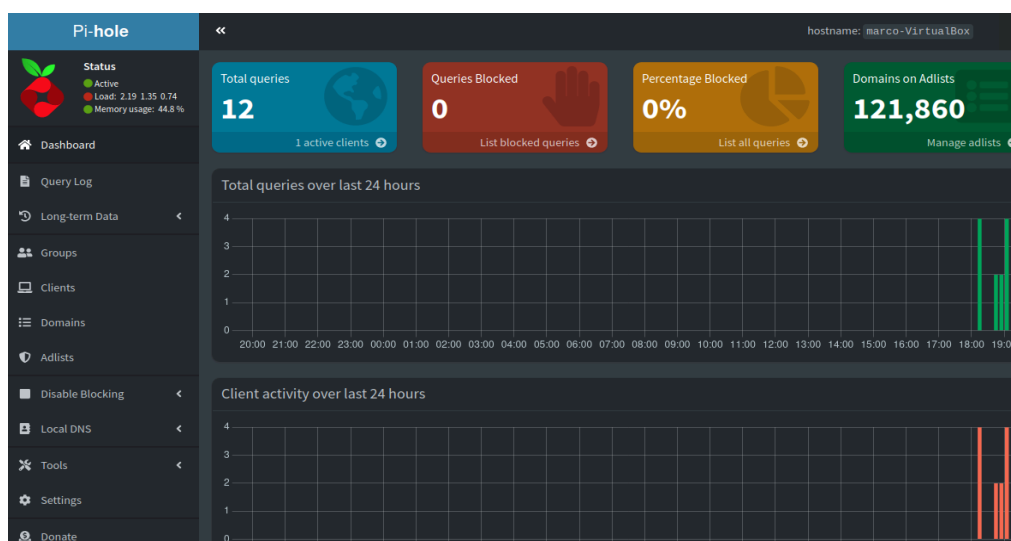 Pi-hole
hostname: marco-VirtualBox
Status
Active
Load: 2.19 1.35 0.74
Memory usage: 44.8 %
Dashboard
Query Log
Long-term Data
Groups
Clients
Domains
Adlists
Disable Blocking
Local DNS
Tools
Settings
Donate
Total queries
12
1 active clients
Queries Blocked
0
List blocked queries
Percentage Blocked
0%
List all queries
Domains on Adlists
121,860
Manage adlists
Total queries over last 24 hours
4
3
2
1
0
20:00 21:00 22:00 23:00 00:00 01:00 02:00 03:00 04:00 05:00 06:00 07:00 08:00 09:00 10:00 11:00 12:00 13:00 14:00 15:00 16:00 17:00 18:00 19:0
Client activity over last 24 hours
4
3
2
1
0